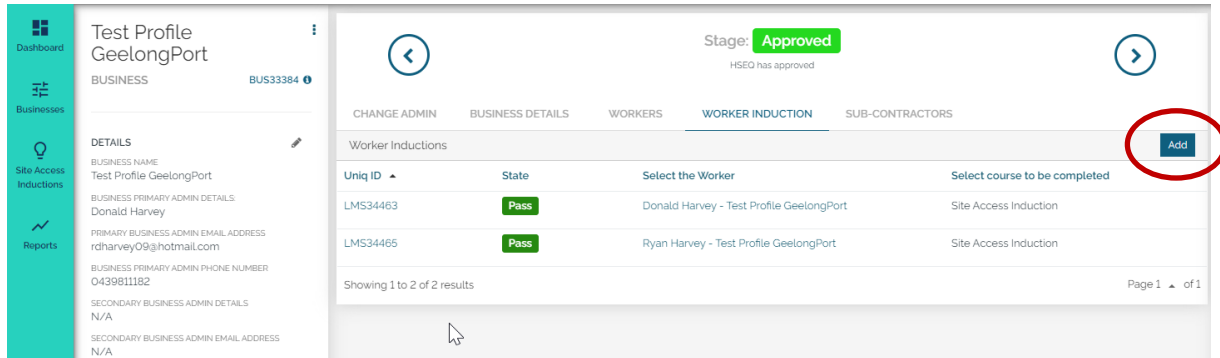 Dashboard
Businesses
Site Access
Inductions
Reports
Test Profile
GeelongPort
BUSINESS BUS33384
DETAILS
BUSINESS NAME
Test Profile GeelongPort
BUSINESS PRIMARY ADMIN DETAILS:
Donald Harvey
PRIMARY BUSINESS ADMIN EMAIL ADDRESS
rdharvey09@hotmail.com
BUSINESS PRIMARY ADMIN PHONE NUMBER
0439811182
SECONDARY BUSINESS ADMIN DETAILS
N/A
SECONDARY BUSINESS ADMIN EMAIL ADDRESS
N/A
Stage: Approved
HSEQ has approved
CHANGE ADMIN BUSINESS DETAILS WORKERS WORKER INDUCTION SUB-CONTRACTORS
Worker Inductions Add
Uniq ID State Select the Worker Select course to be completed
LMS34463 Pass Donald Harvey - Test Profile GeelongPort Site Access Induction
LMS34465 Pass Ryan Harvey - Test Profile GeelongPort Site Access Induction
Showing 1 to 2 of 2 results Page 1 of 1